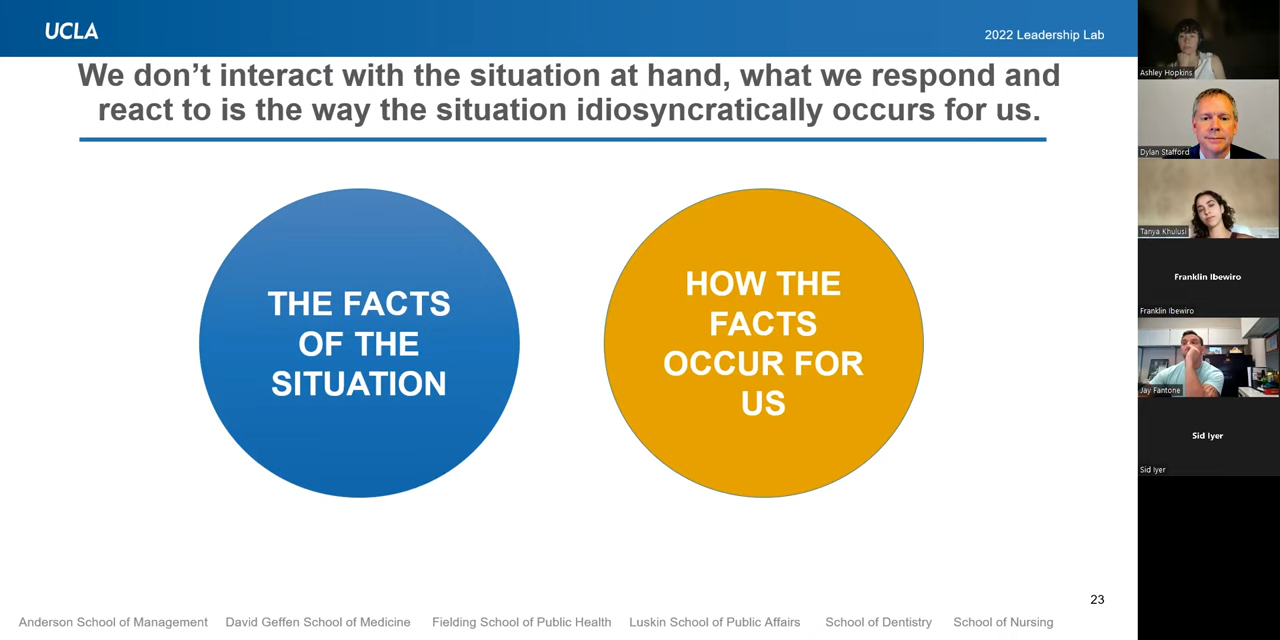 UCLA
2022 Leadership Lab
We don’t interact with the situation at hand, what we respond and
react to is the way the situation idiosyncratically occurs for us.
THE FACTS
OF THE
SITUATION
HOW THE
FACTS
OCCUR FOR
US
23
Anderson School of Management David Geffen School of Medicine Fielding School of Public Health Luskin School of Public Affairs School of Dentistry School of Nursing
Ashley Hopkins
Dylan Stafford
Tanya Khulusi
Franklin Ibewiro
Franklin Ibewiro
Jay Fantone
Sid Iyer
Sid Iyer